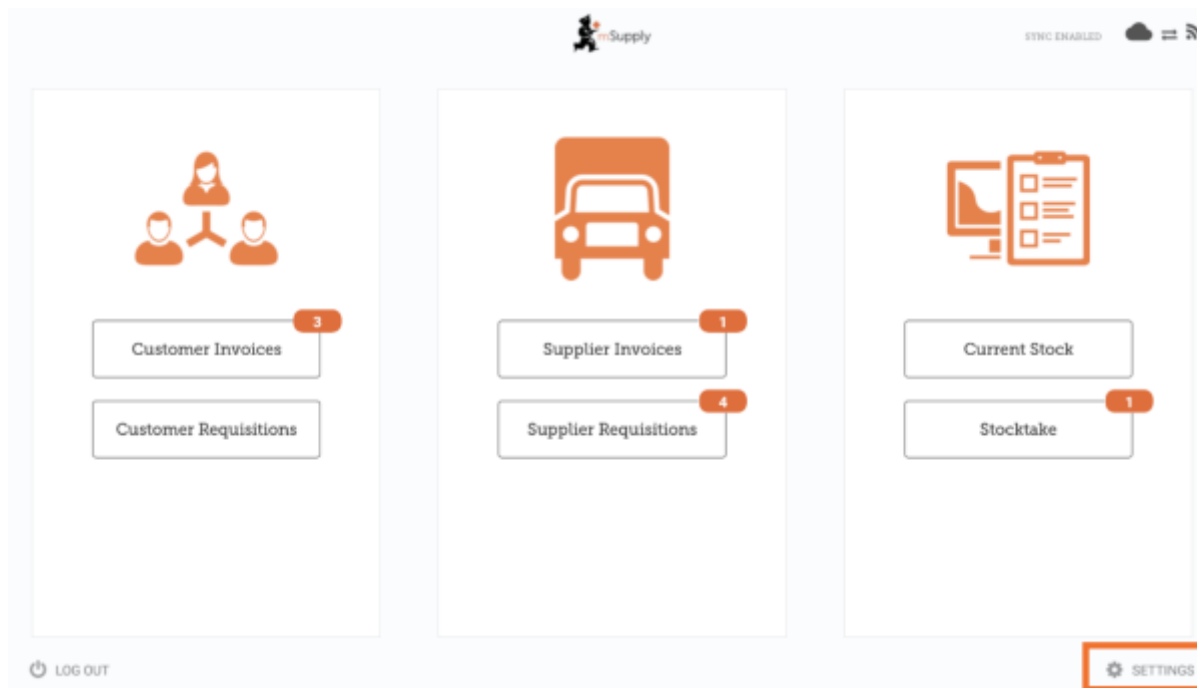 mSupply
SYNC ENABLED
3
Customer Invoices
Customer Requisitions
1
Supplier Invoices
4
Supplier Requisitions
Current Stock
1
Stocktake
LOG OUT
SETTINGS